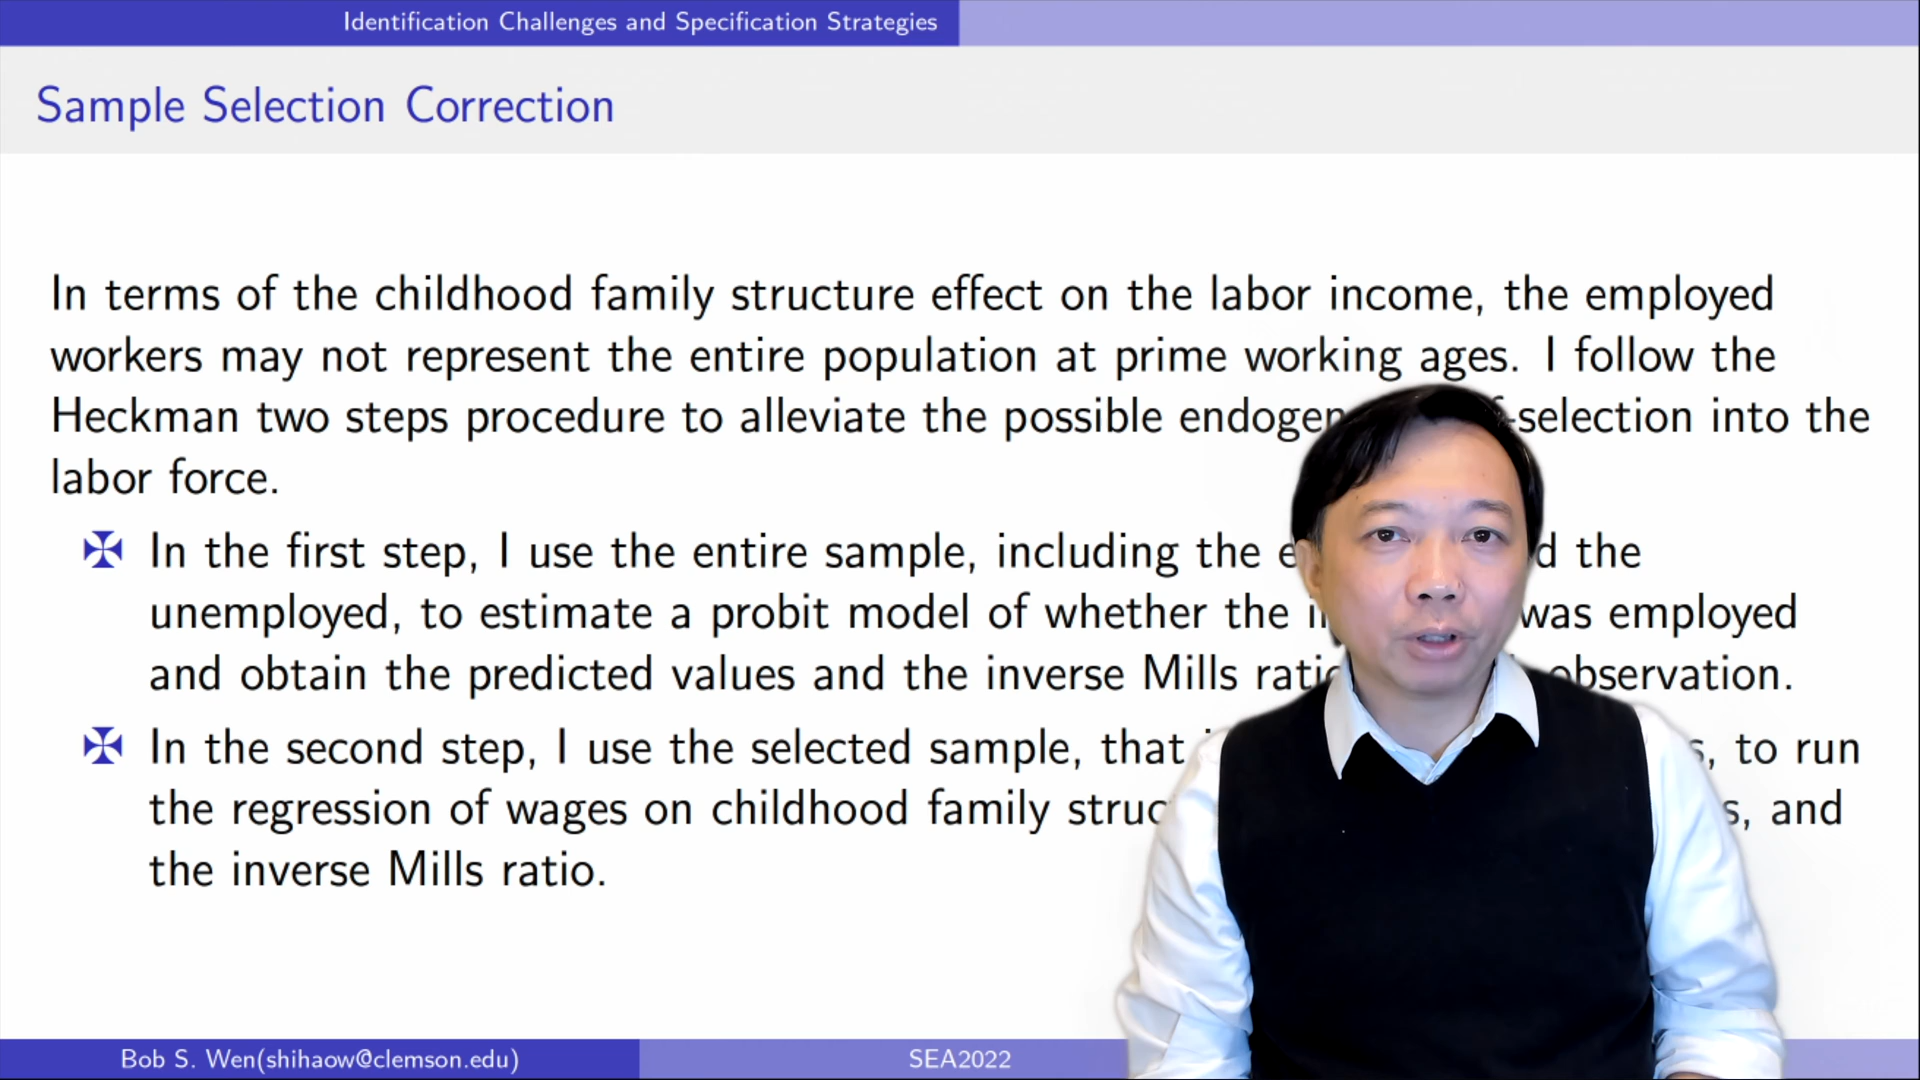 Identification Challenges and Specification Strategies
Sample Selection Correction
In terms of the childhood family structure effect on the labor income, the employed
workers may not represent the entire population at prime working ages. I follow the
Heckman two steps procedure to alleviate the possible -selection into the
labor force.
In the first step, I use the entire sample, including the the
unemployed, to estimate a probit model of whether the was employed
and obtain the predicted values and the inverse Mills observation.
In the second step, I use the selected sample, that to run
the regression of wages on childhood family and
the inverse Mills ratio.
Bob S. Wen(shihaow@clemson.edu)
SEA2022